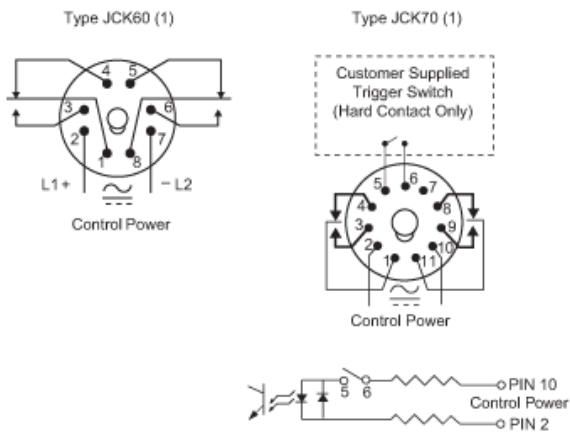 Type JCK60 (1)
4 5
3 6
2 7
1 8
L1+ − L2
Control Power
Type JCK70 (1)
Customer Supplied
Trigger Switch
(Hard Contact Only)
5 6 7
4 8
3 9
2 10
1 11
Control Power
5 6
PIN 10
Control Power
PIN 2